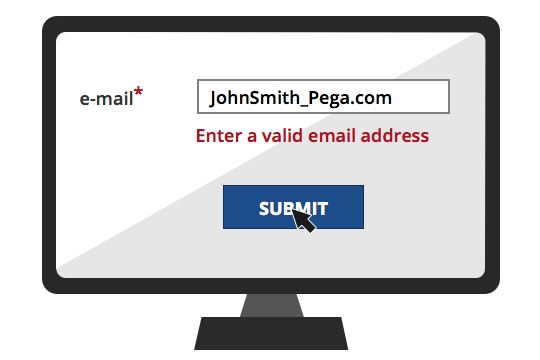 e-mail* JohnSmith_Pega.com
Enter a valid email address
SUBMIT